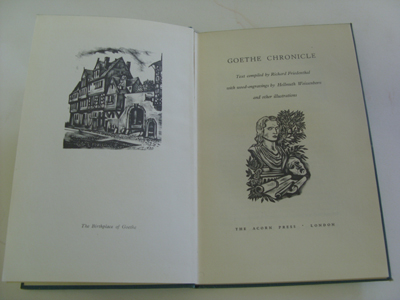 The Birthplace of Goethe
GOETHE CHRONICLE
Text compiled by Richard Friedenthal
with wood-engravings by Hellmuth Weissenborn
and other illustrations
THE ACORN PRESS · LONDON